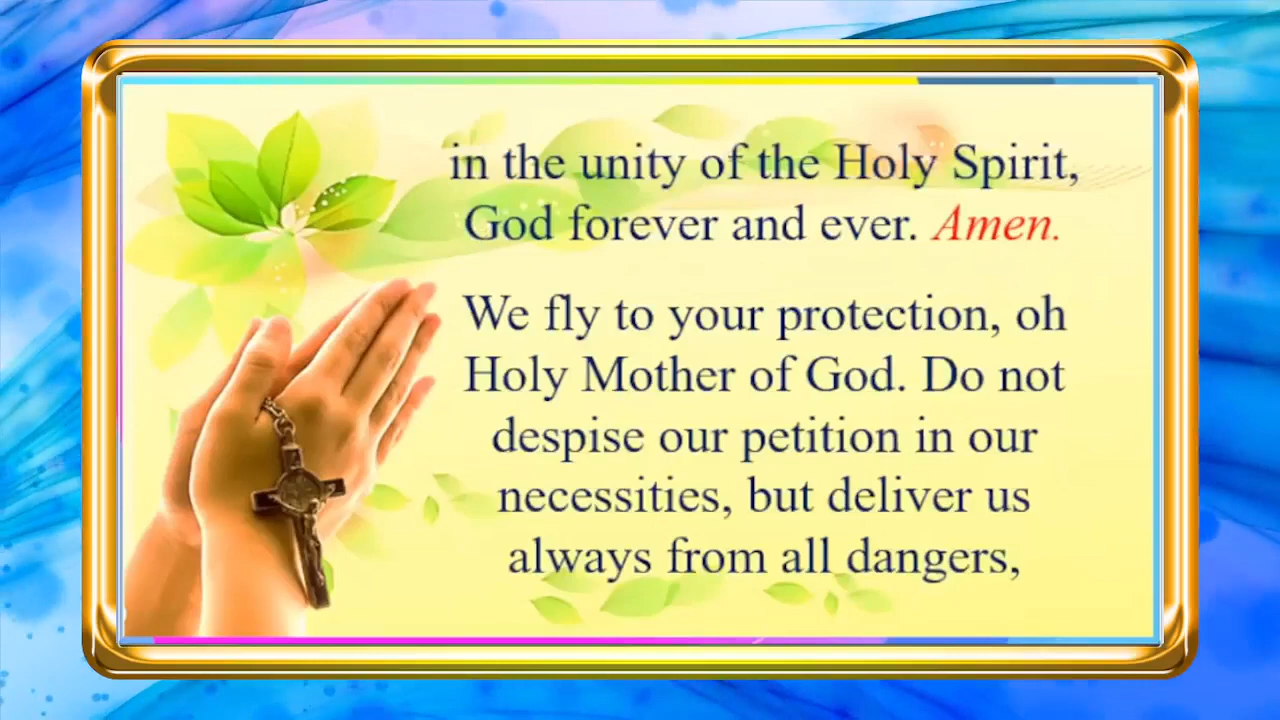 in the unity of the Holy Spirit,
God forever and ever. Amen.
We fly to your protection, oh
Holy Mother of God. Do not
despise our petition in our
necessities, but deliver us
always from all dangers,